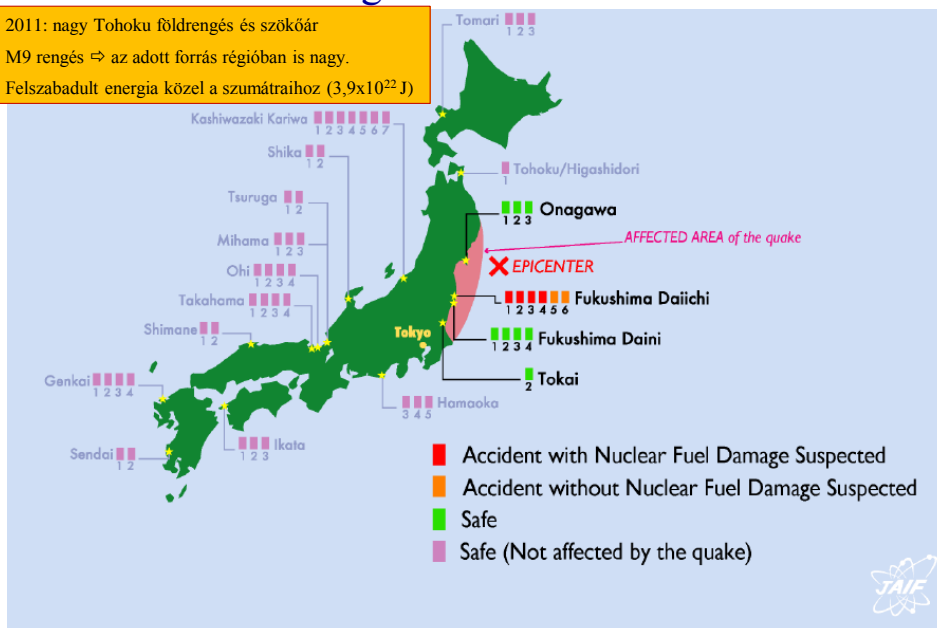 2011: nagy Tohoku földrengés és szökőár
M9 rengés ⇨ az adott forrás régióban is nagy.
Felszabadult energia közel a szumátraihoz (3,9x10²² J)
Tomari
1 2 3
Kashiwazaki Kariwa
1 2 3 4 5 6 7
Shika
1 2
Tohoku/Higashidori
1
Tsuruga
1 2
Onagawa
1 2 3
Mihama
1 2 3
AFFECTED AREA of the quake
EPICENTER
Ohi
1 2 3 4
Takahama
1 2 3 4
Fukushima Daiichi
1 2 3 4 5 6
Shimane
1 2
Tokyo
Fukushima Daini
1 2 3 4
Genkai
1 2 3 4
Tokai
2
Hamaoka
3 4 5
Ikata
1 2 3
Sendai
1 2
Accident with Nuclear Fuel Damage Suspected
Accident without Nuclear Fuel Damage Suspected
Safe
Safe (Not affected by the quake)
JAIF